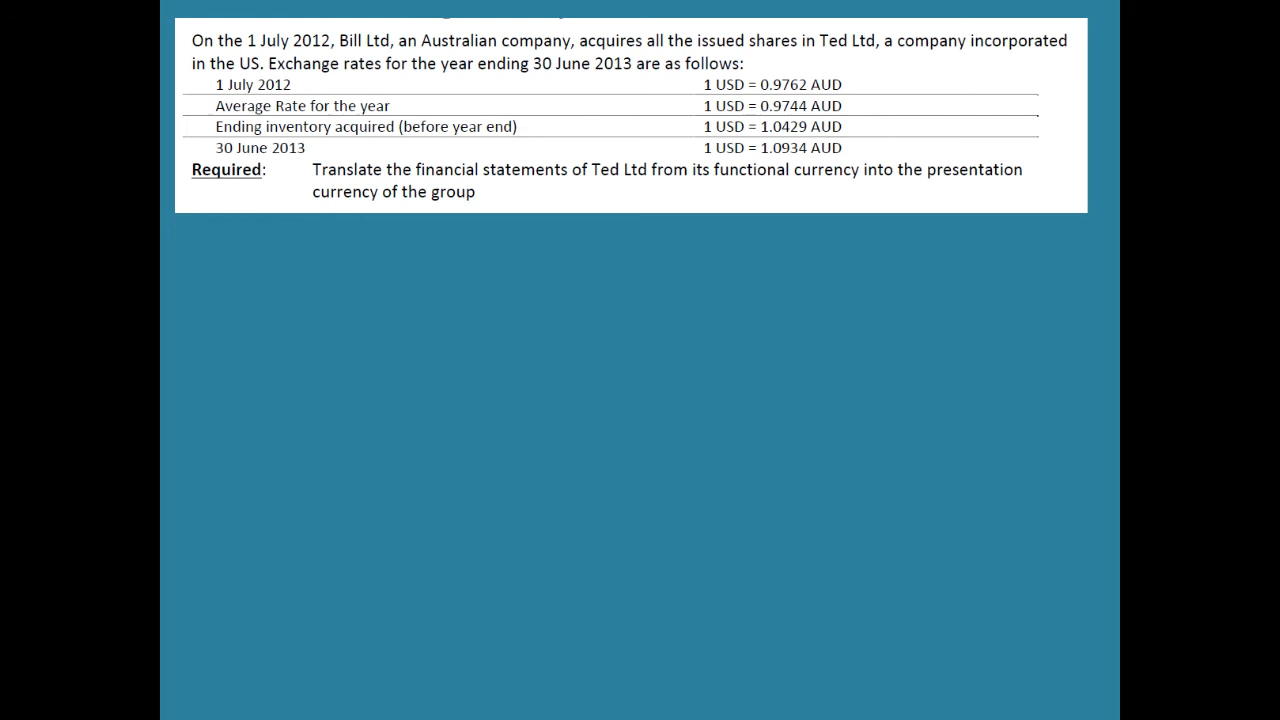 On the 1 July 2012, Bill Ltd, an Australian company, acquires all the issued shares in Ted Ltd, a company incorporated
in the US. Exchange rates for the year ending 30 June 2013 are as follows:
1 July 2012 1 USD = 0.9762 AUD
Average Rate for the year 1 USD = 0.9744 AUD
Ending inventory acquired (before year end) 1 USD = 1.0429 AUD
30 June 2013 1 USD = 1.0934 AUD
Required: Translate the financial statements of Ted Ltd from its functional currency into the presentation
currency of the group